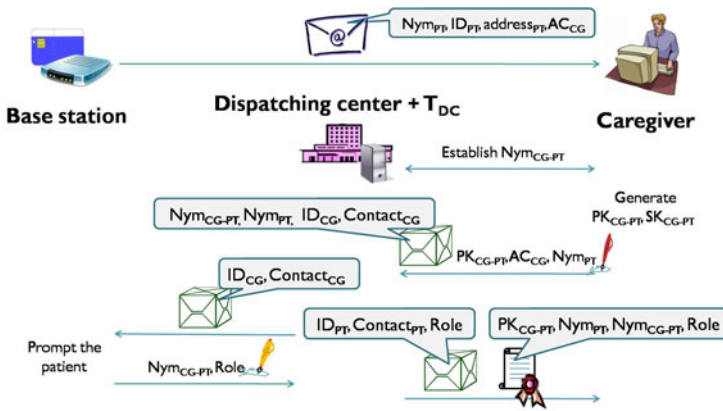 Nym_PT, ID_PT, address_PT, AC_CG
@
Base station
Dispatching center + T_DC
Caregiver
Establish Nym_CG-PT
Generate
PK_CG-PT, SK_CG-PT
Nym_CG-PT, Nym_PT, ID_CG, Contact_CG
PK_CG-PT, AC_CG, Nym_PT
ID_CG, Contact_CG
ID_PT, Contact_PT, Role
PK_CG-PT, Nym_PT, Nym_CG-PT, Role
Prompt the
patient
Nym_CG-PT, Role